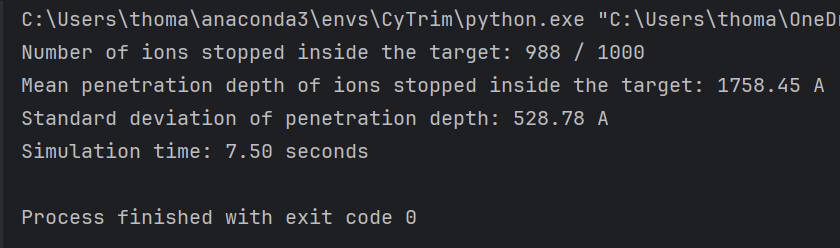 C:\Users\thoma\anaconda3\envs\CyTrim\python.exe "C:\Users\thoma\OneDr
Number of ions stopped inside the target: 988 / 1000
Mean penetration depth of ions stopped inside the target: 1758.45 A
Standard deviation of penetration depth: 528.78 A
Simulation time: 7.50 seconds
Process finished with exit code 0